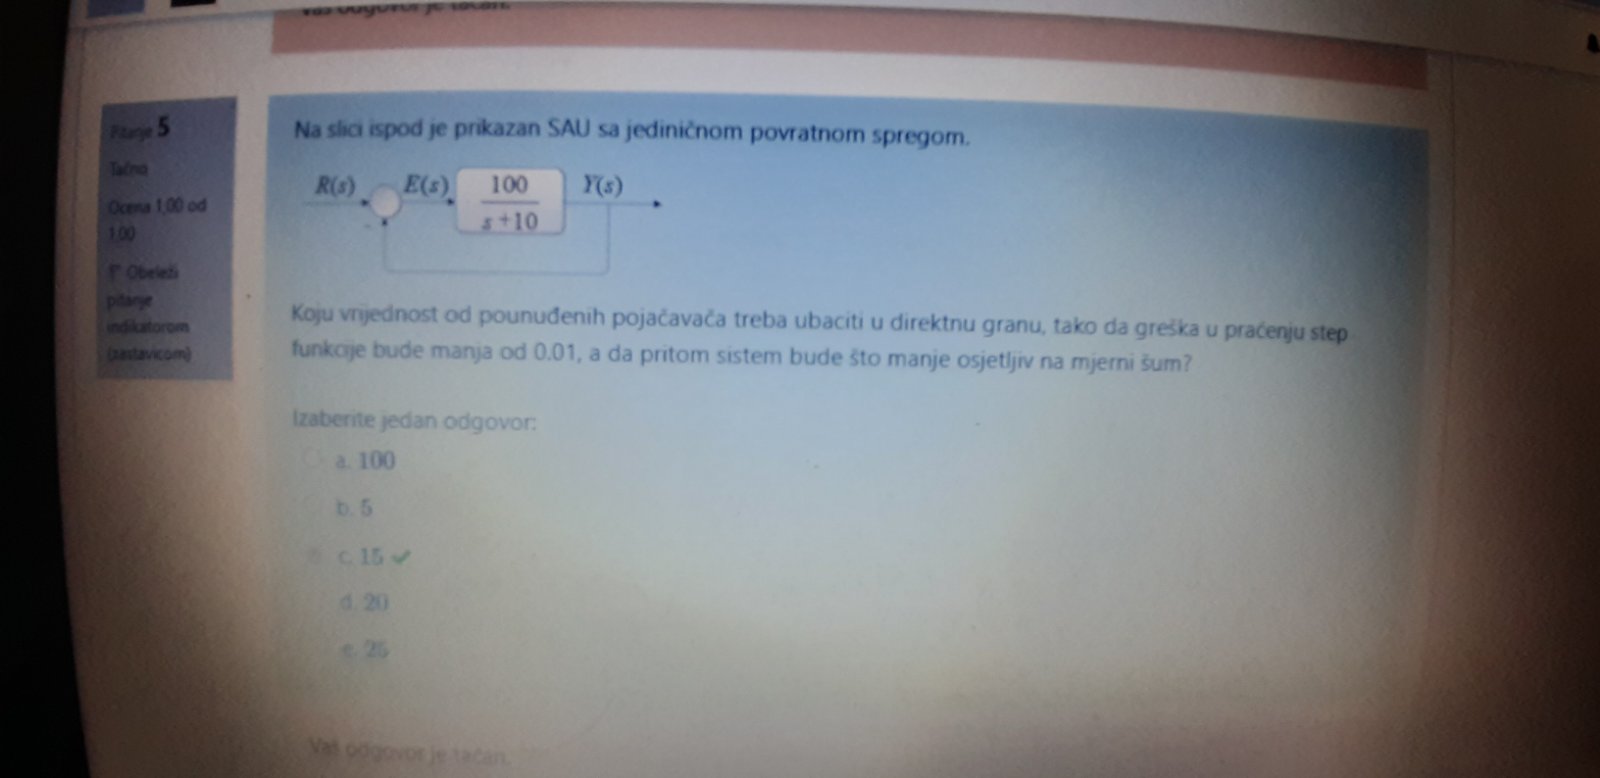 Vaš odgovor je tačan.
Pitanje 5
Tačno
Ocena 1,00 od
1,00
Obeleži
pitanje
indikatorom
(zastavicom)
Na slici ispod je prikazan SAU sa jediničnom povratnom spregom.
R(s) E(s) 100 Y(s)
s+10
-
Koju vrijednost od pounuđenih pojačavača treba ubaciti u direktnu granu, tako da greška u praćenju step
funkcije bude manja od 0.01, a da pritom sistem bude što manje osjetljiv na mjerni šum?
Izaberite jedan odgovor:
a. 100
b. 5
c. 15
d. 20
e. 25
Vaš odgovor je tačan.